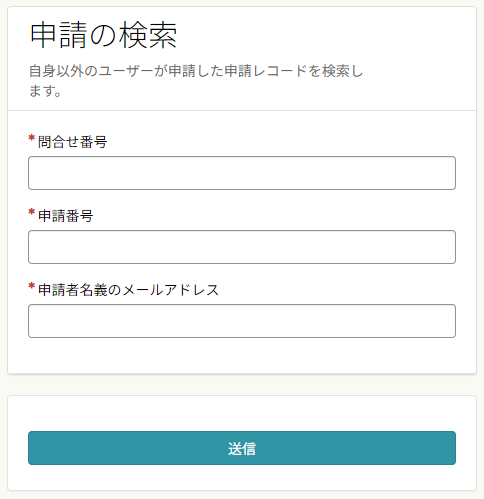 申請の検索
自身以外のユーザーが申請した申請レコードを検索し
ます。
*問合せ番号
*申請番号
*申請者名義のメールアドレス
送信